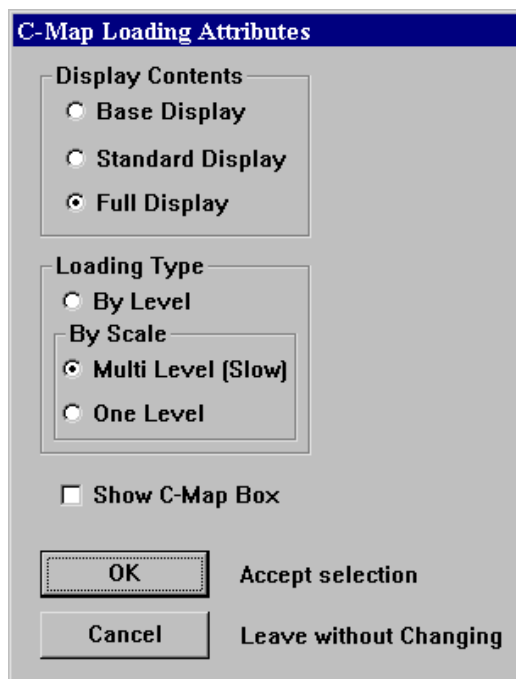 C-Map Loading Attributes
Display Contents
Base Display
Standard Display
Full Display
Loading Type
By Level
By Scale
Multi Level (Slow)
One Level
Show C-Map Box
OK Accept selection
Cancel Leave without Changing